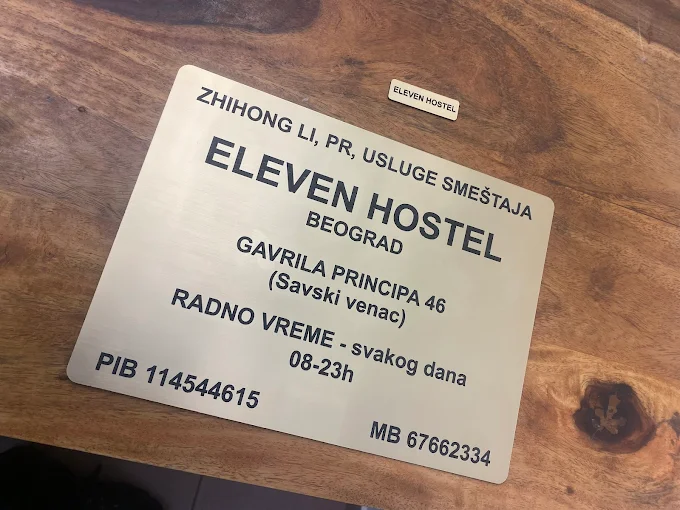 ELEVEN HOSTEL
ZHIHONG LI, PR, USLUGE SMEŠTAJA
ELEVEN HOSTEL
BEOGRAD
GAVRILA PRINCIPA 46
(Savski venac)
RADNO VREME - svakog dana
08-23h
PIB 114544615
MB 67662334